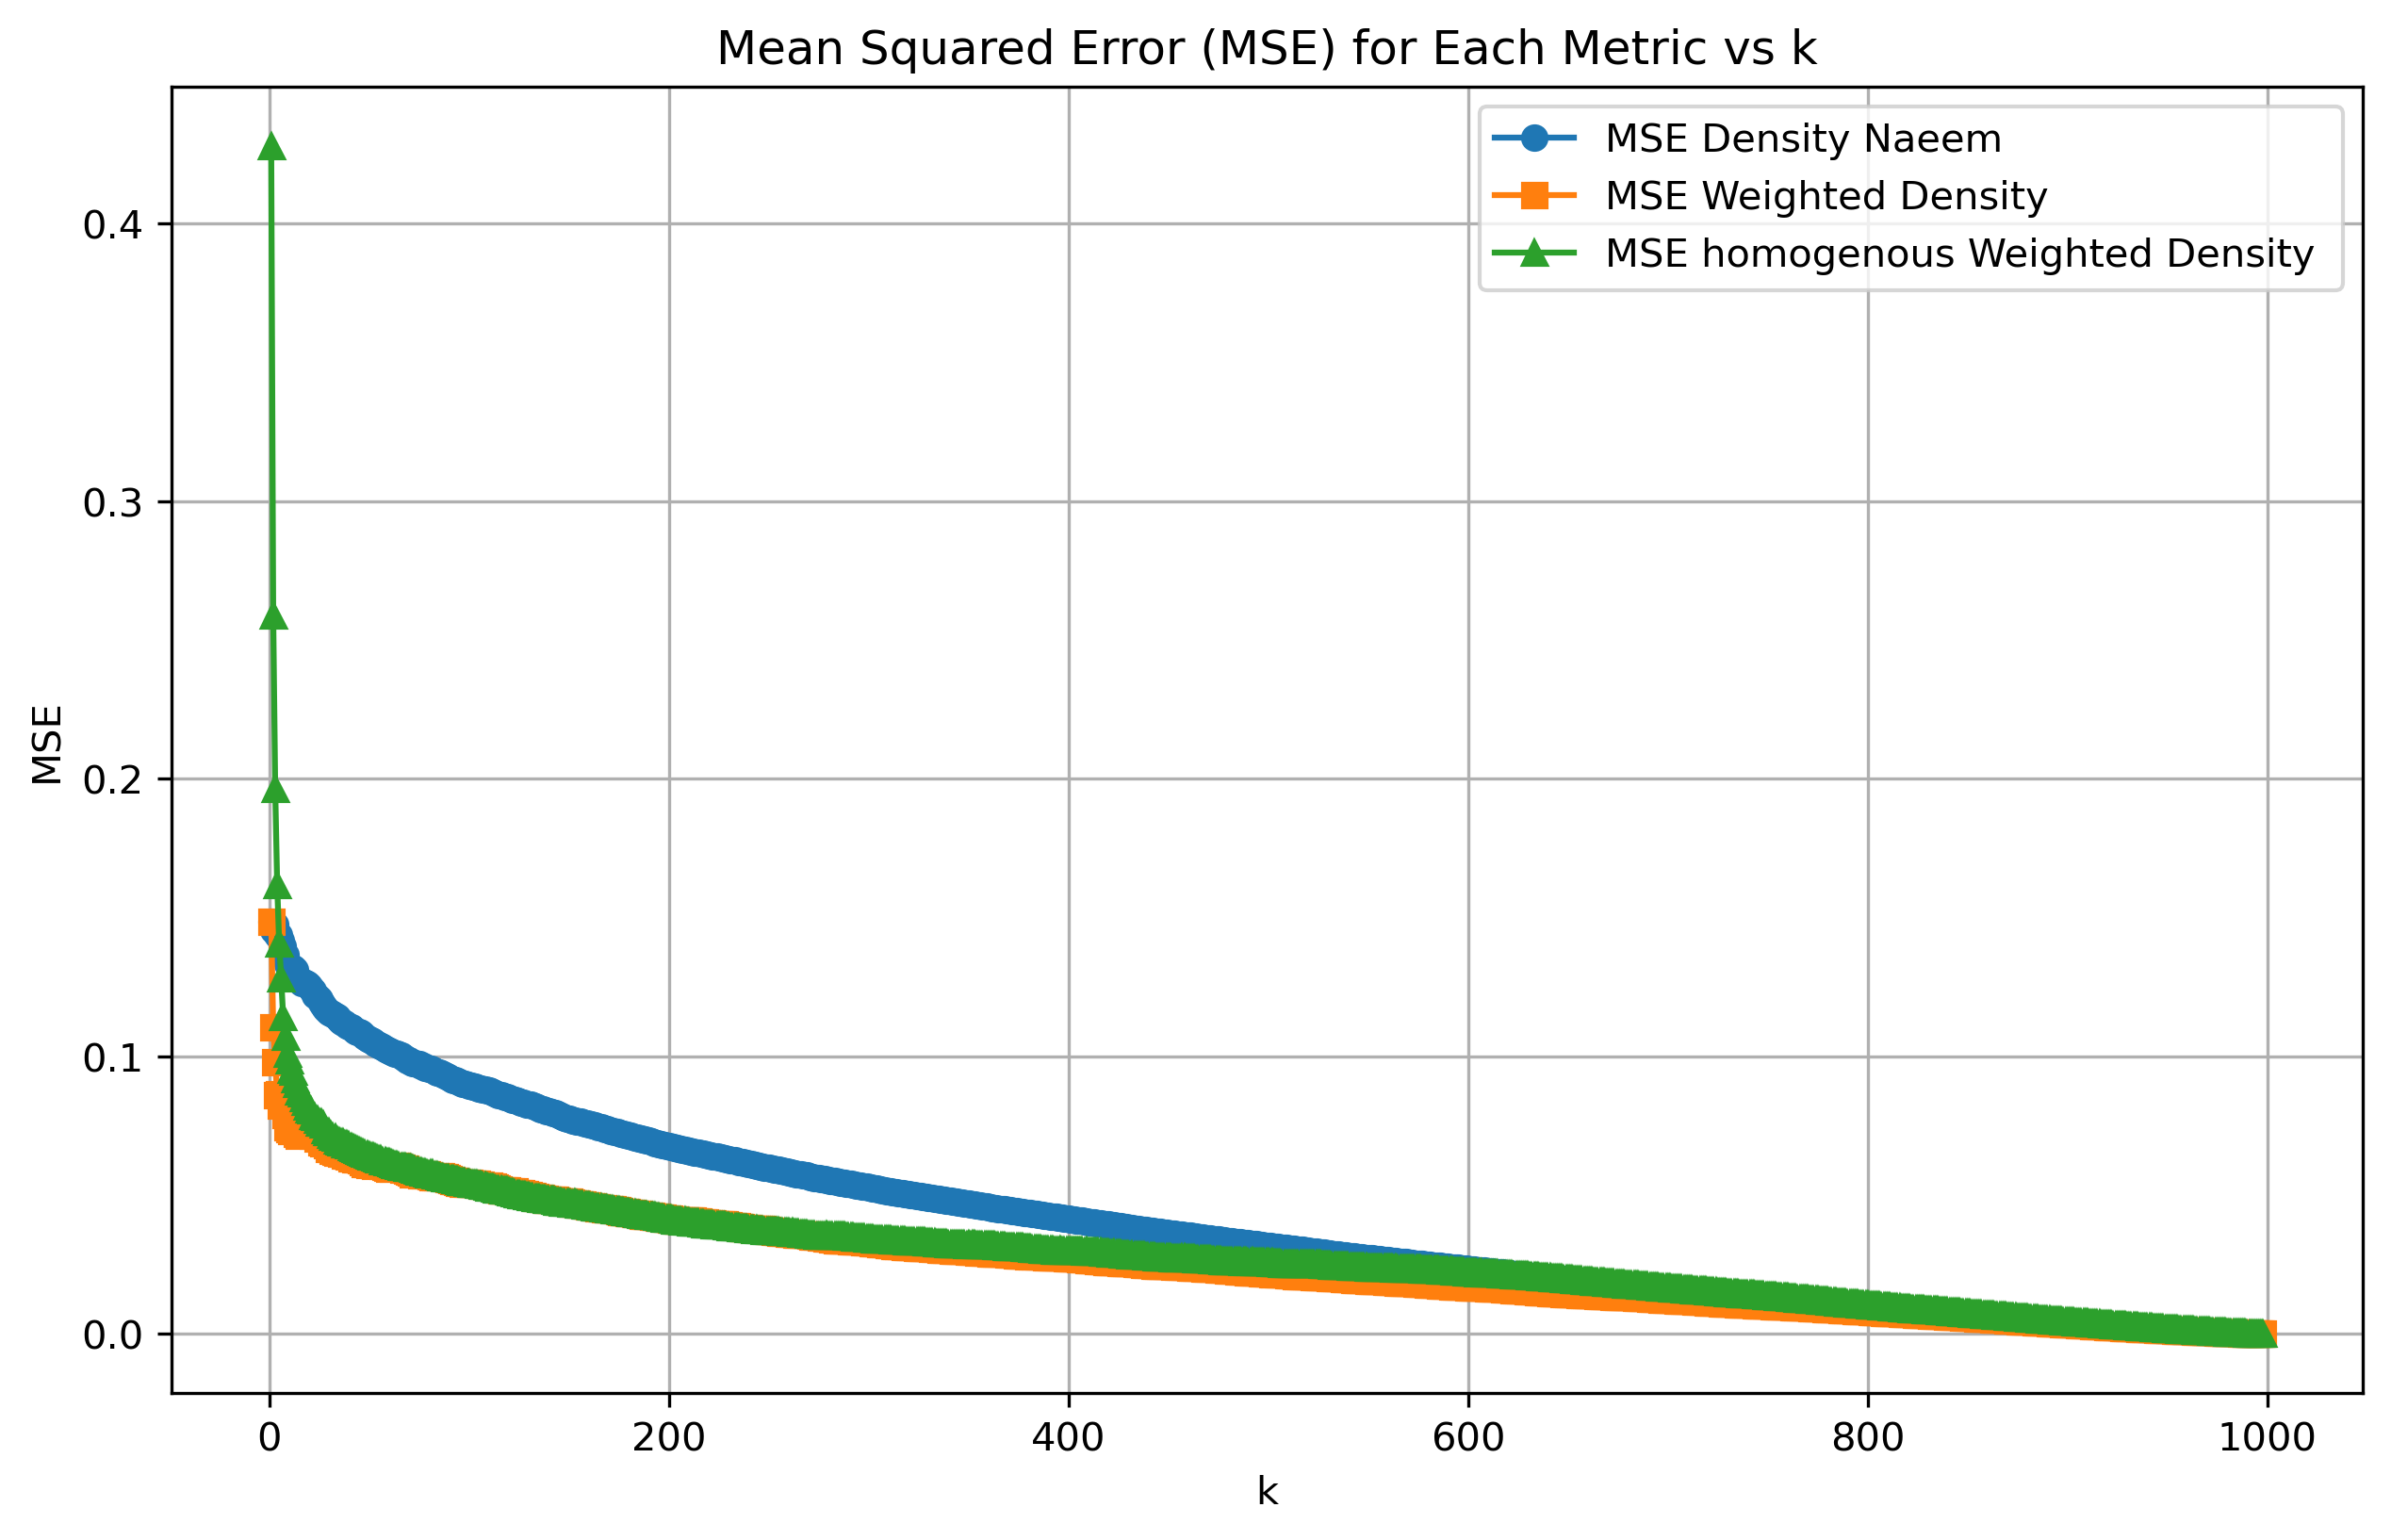 Mean Squared Error (MSE) for Each Metric vs k
MSE Density Naeem
MSE Weighted Density
MSE homogenous Weighted Density
0.4
0.3
0.2
0.1
0.0
MSE
0 200 400 600 800 1000
k